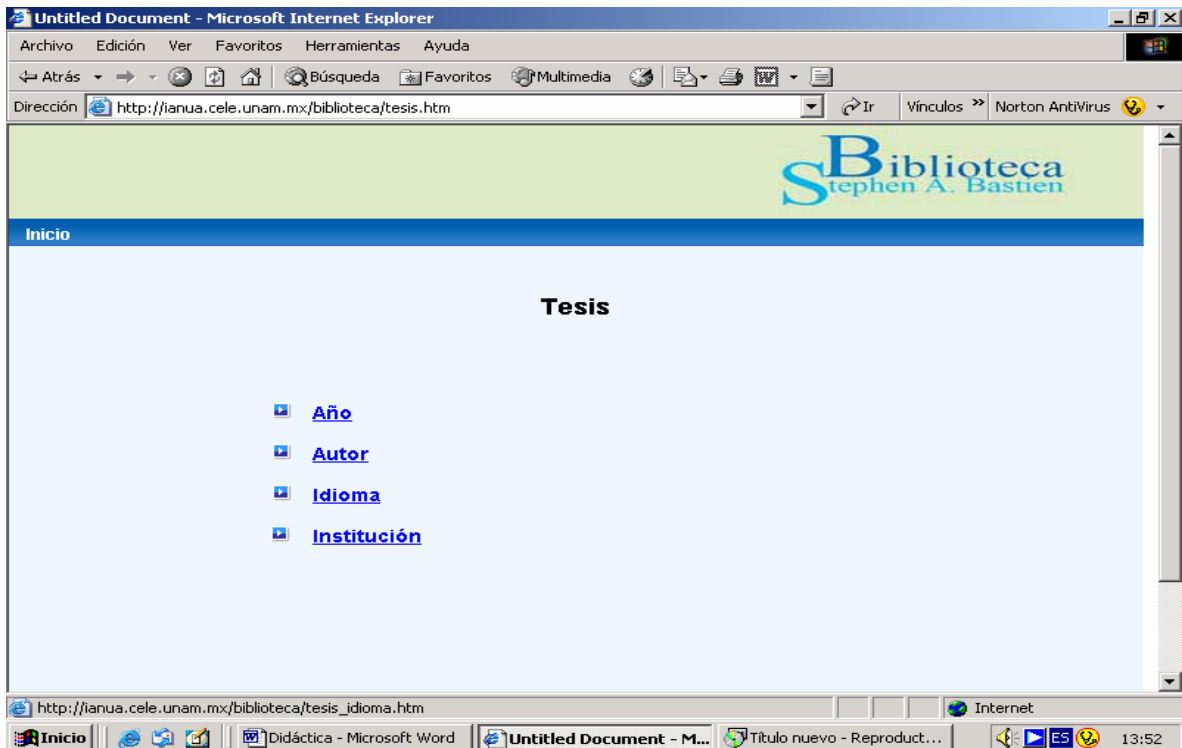 Untitled Document - Microsoft Internet Explorer
Archivo Edición Ver Favoritos Herramientas Ayuda
Atrás Búsqueda Favoritos Multimedia
Dirección http://ianua.cele.unam.mx/biblioteca/tesis.htm Ir Vínculos » Norton AntiVirus
Biblioteca
Stephen A. Bastien
Inicio
Tesis
Año
Autor
Idioma
Institución
http://ianua.cele.unam.mx/biblioteca/tesis_idioma.htm Internet
Inicio Didáctica - Microsoft Word Untitled Document - M... Título nuevo - Reproduct... ES 13:52